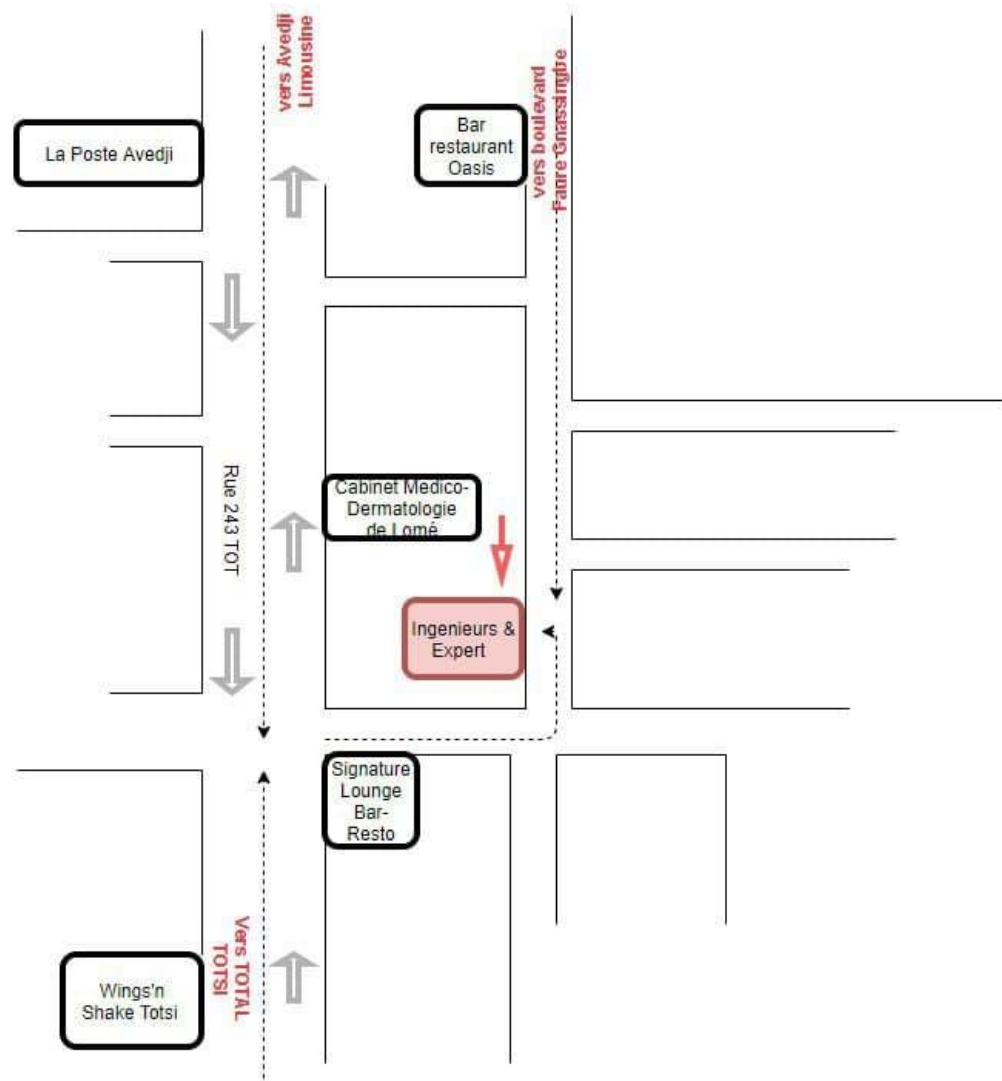 vers Avedji
Limousine
vers boulevard
Faure Gnassingbe
La Poste Avedji
Bar
restaurant
Oasis
Rue 243 TOT
Cabinet Medico-
Dermatologie
de Lomé
Ingenieurs &
Expert
Signature
Lounge
Bar-
Resto
Vers TOTAL
TOTSI
Wings'n
Shake Totsi